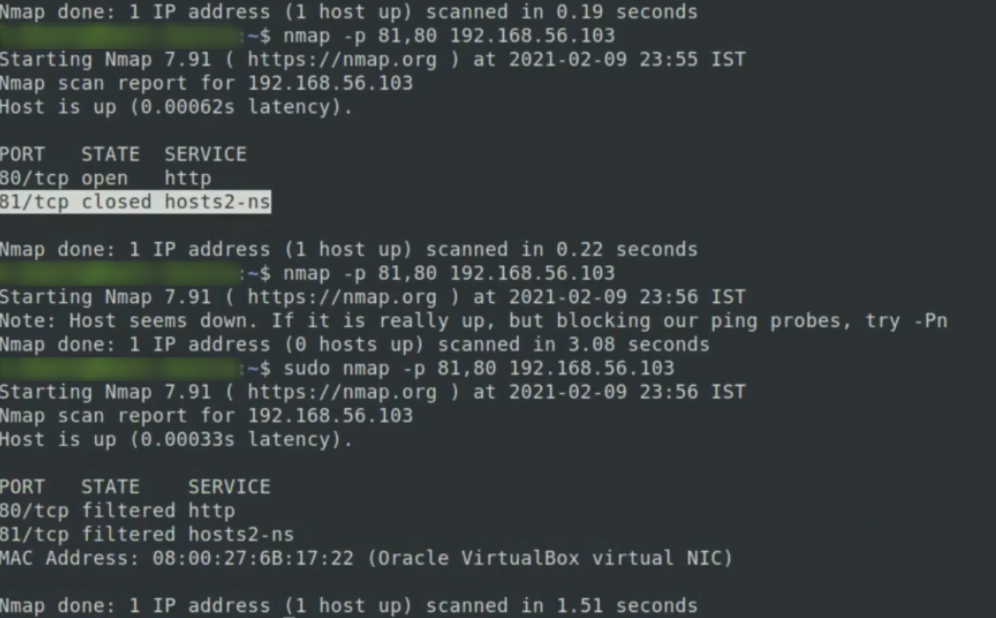 Nmap done: 1 IP address (1 host up) scanned in 0.19 seconds
:~$ nmap -p 81,80 192.168.56.103
Starting Nmap 7.91 ( https://nmap.org ) at 2021-02-09 23:55 IST
Nmap scan report for 192.168.56.103
Host is up (0.00062s latency).
PORT   STATE  SERVICE
80/tcp open   http
81/tcp closed hosts2-ns
Nmap done: 1 IP address (1 host up) scanned in 0.22 seconds
:~$ nmap -p 81,80 192.168.56.103
Starting Nmap 7.91 ( https://nmap.org ) at 2021-02-09 23:56 IST
Note: Host seems down. If it is really up, but blocking our ping probes, try -Pn
Nmap done: 1 IP address (0 hosts up) scanned in 3.08 seconds
:~$ sudo nmap -p 81,80 192.168.56.103
Starting Nmap 7.91 ( https://nmap.org ) at 2021-02-09 23:56 IST
Nmap scan report for 192.168.56.103
Host is up (0.00033s latency).
PORT   STATE    SERVICE
80/tcp filtered http
81/tcp filtered hosts2-ns
MAC Address: 08:00:27:6B:17:22 (Oracle VirtualBox virtual NIC)
Nmap done: 1 IP address (1 host up) scanned in 1.51 seconds